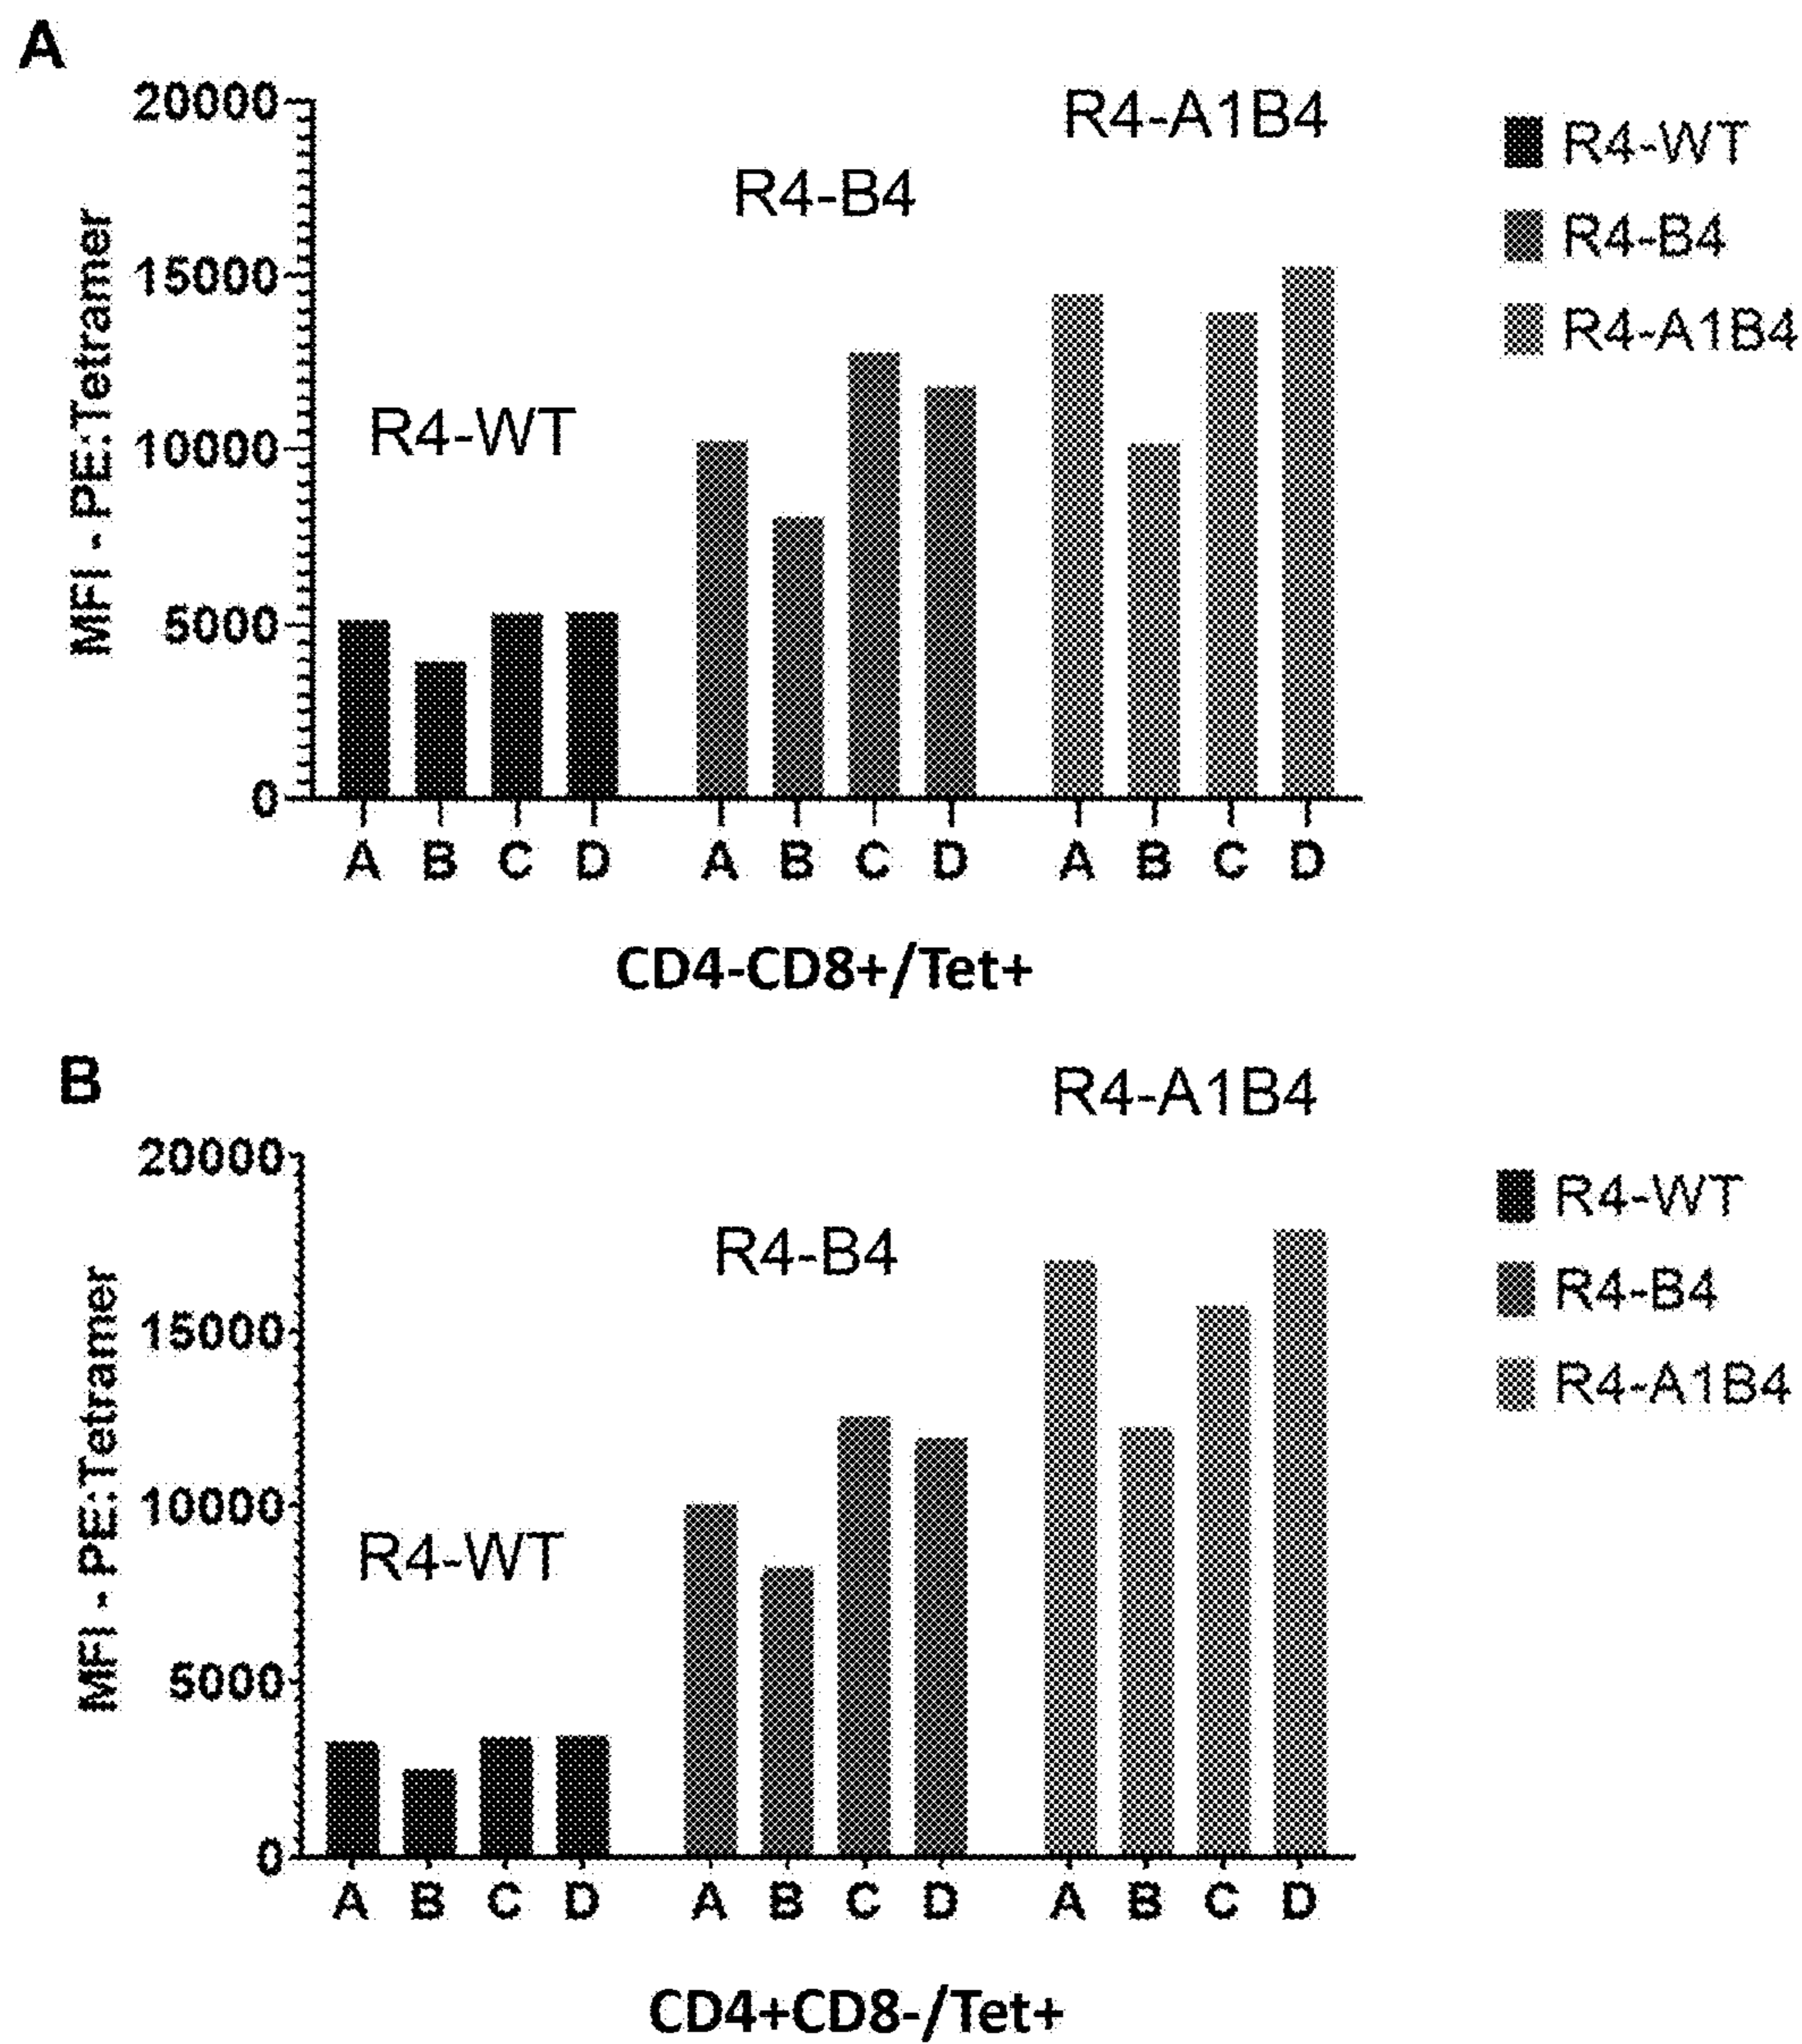 A
20000
15000
10000
5000
0
MFI - PE:Tetramer
R4-WT
R4-B4
R4-A1B4
R4-WT
R4-B4
R4-A1B4
A B C D A B C D A B C D
CD4-CD8+/Tet+
B
20000
15000
10000
5000
0
MFI - PE:Tetramer
R4-WT
R4-B4
R4-A1B4
R4-WT
R4-B4
R4-A1B4
A B C D A B C D A B C D
CD4+CD8-/Tet+